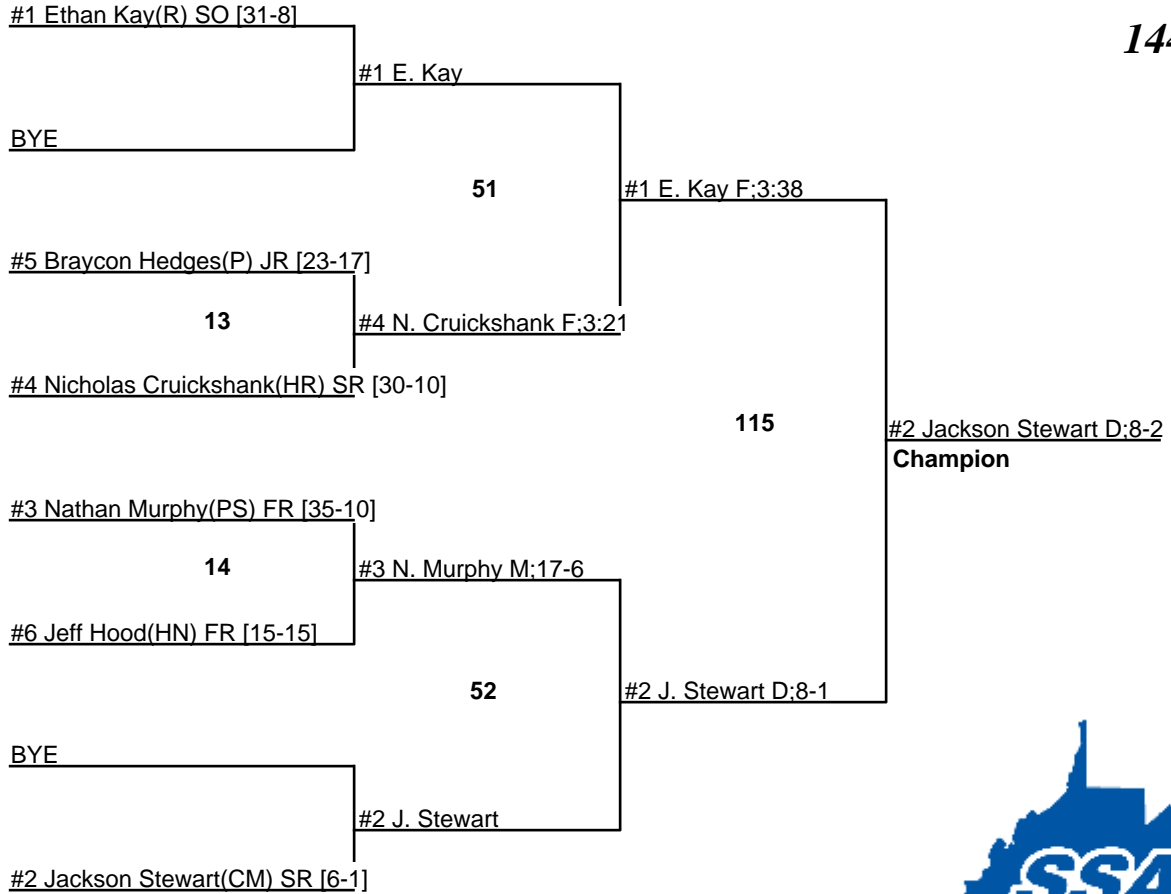 #1 Ethan Kay(R) SO [31-8]
144
#1 E. Kay
BYE
51
#1 E. Kay F;3:38
#5 Braycon Hedges(P) JR [23-17]
13
#4 N. Cruickshank F;3:21
#4 Nicholas Cruickshank(HR) SR [30-10]
115
#2 Jackson Stewart D;8-2
Champion
#3 Nathan Murphy(PS) FR [35-10]
14
#3 N. Murphy M;17-6
#6 Jeff Hood(HN) FR [15-15]
52
#2 J. Stewart D;8-1
BYE
#2 J. Stewart
#2 Jackson Stewart(CM) SR [6-1]